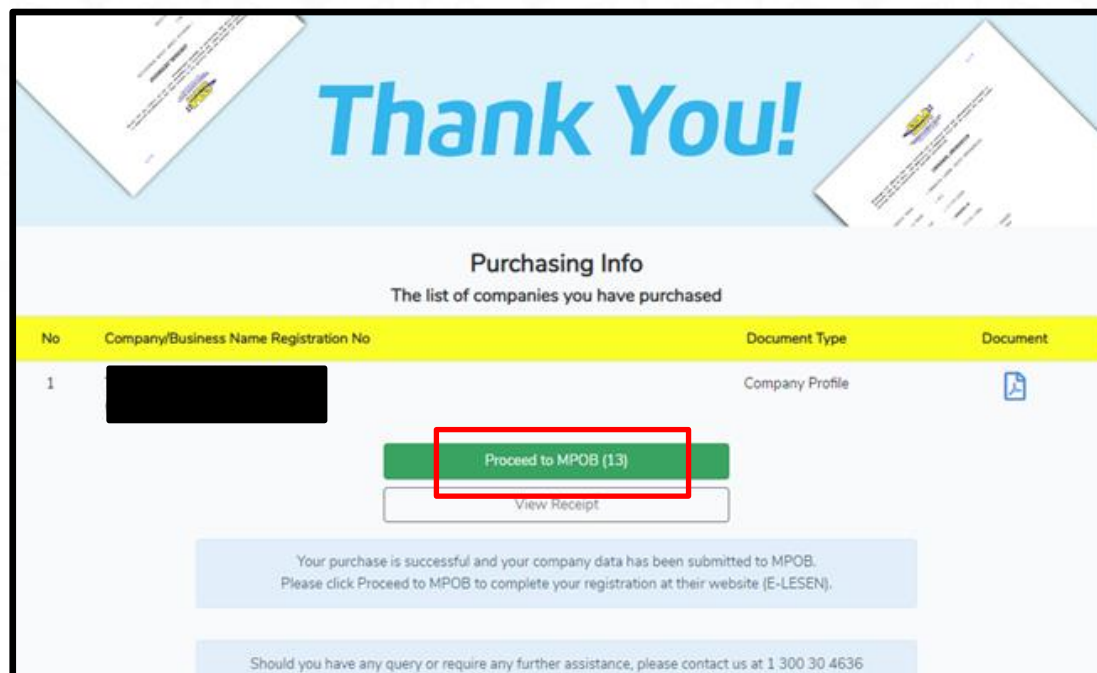 Thank You!
Purchasing Info
The list of companies you have purchased
No Company/Business Name Registration No Document Type Document
1 Company Profile
Proceed to MPOB (13)
View Receipt
Your purchase is successful and your company data has been submitted to MPOB.
Please click Proceed to MPOB to complete your registration at their website (E-LESEN).
Should you have any query or require any further assistance, please contact us at 1 300 30 4636